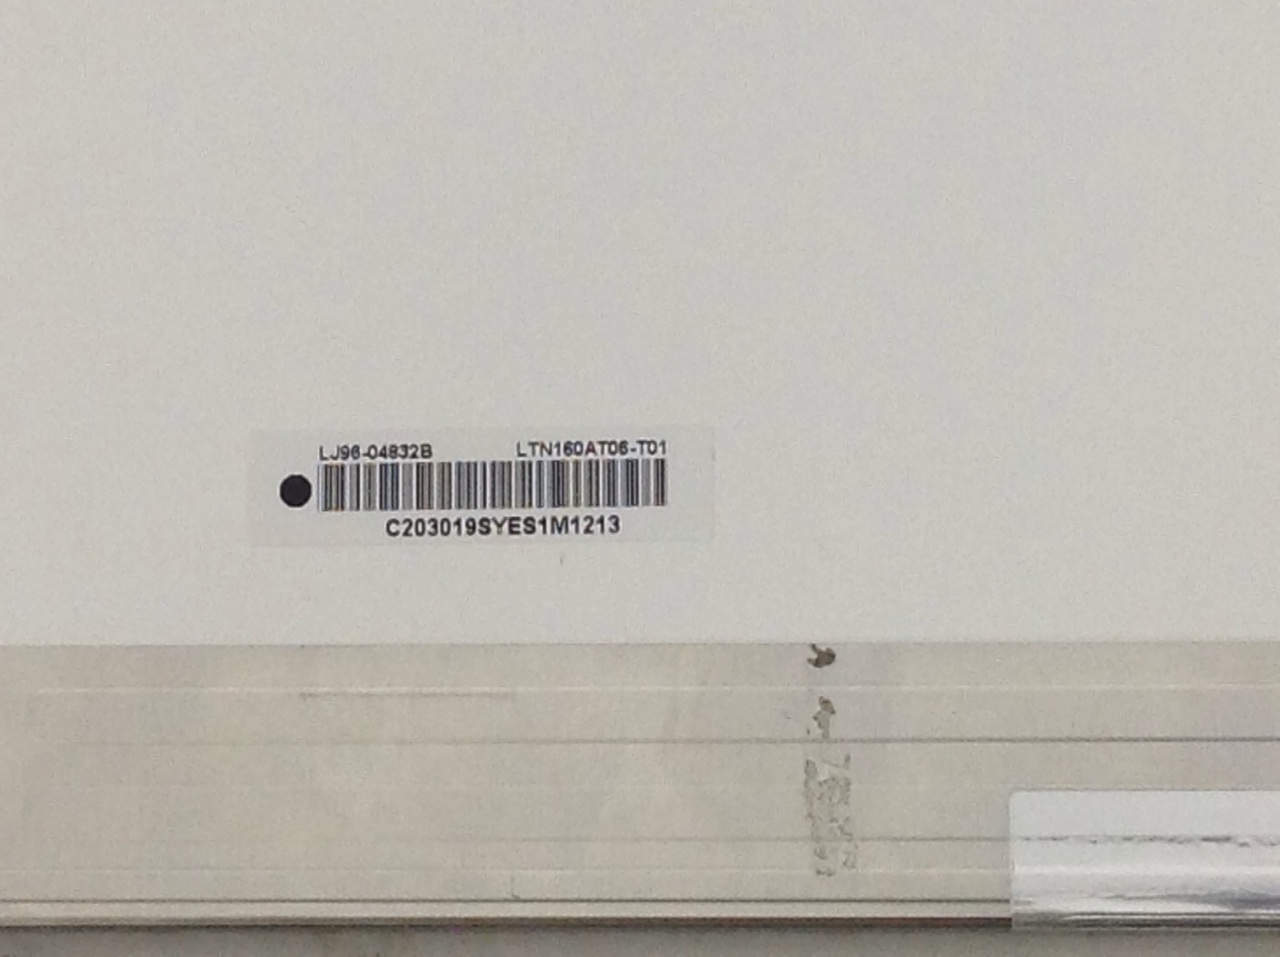 LJ96-04832B LTN160AT06-T01
C203019SYES1M1213